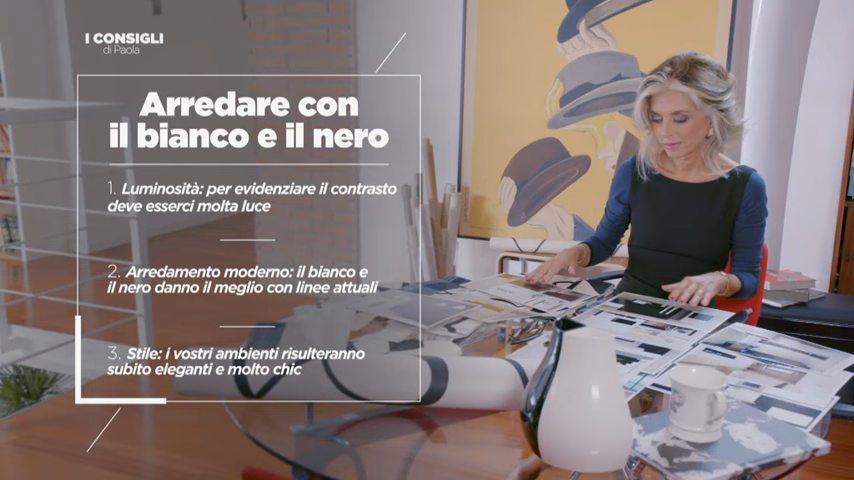 I CONSIGLI
di Paola
Arredare con
il bianco e il nero
1. Luminosità: per evidenziare il contrasto
deve esserci molta luce
2. Arredamento moderno: il bianco e
il nero danno il meglio con linee attuali
3. Stile: i vostri ambienti risulteranno
subito eleganti e molto chic